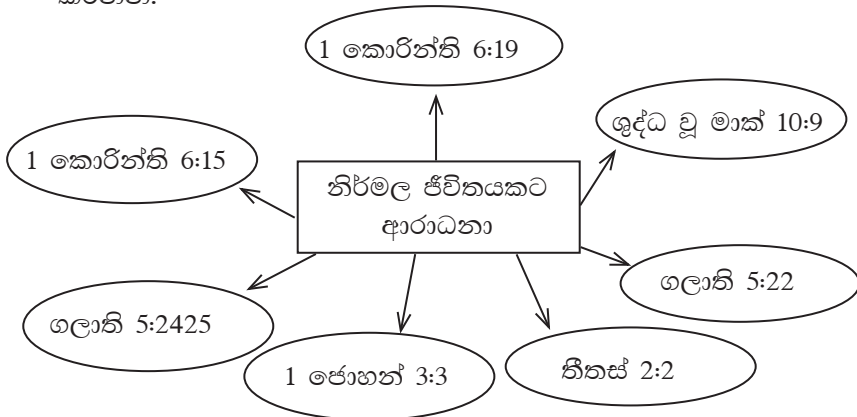 1 කොරින්ති 6:19
ශුද්ධ වූ මාක් 10:9
1 කොරින්ති 6:15
නිර්මල ජීවිතයකට
ආරාධනා
ගලාති 5:22
ගලාති 5:2425
1 ජොහන් 3:3
තීතස් 2:2